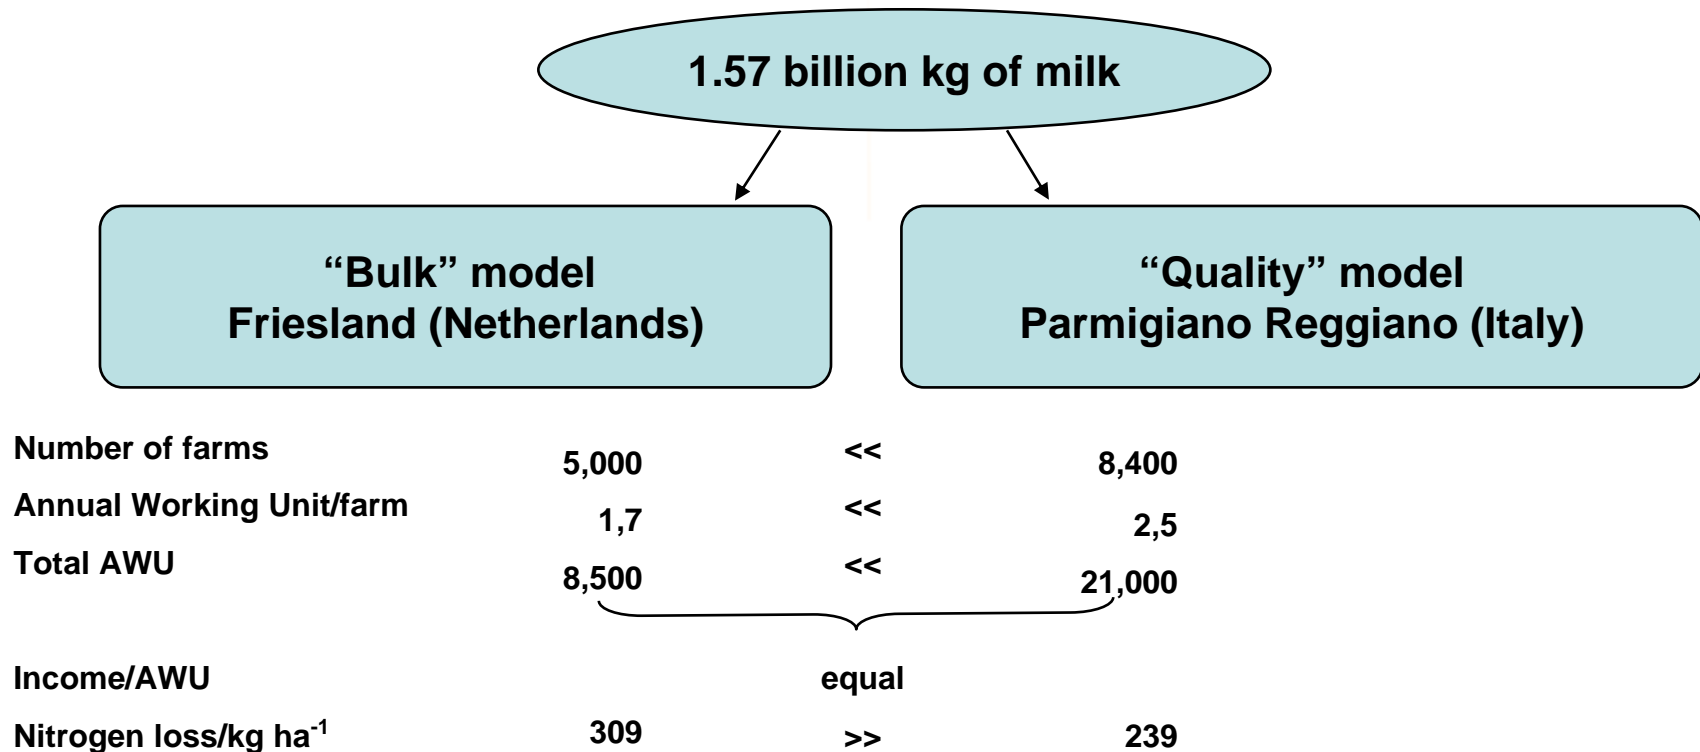 1.57 billion kg of milk
“Bulk” model
Friesland (Netherlands)
“Quality” model
Parmigiano Reggiano (Italy)
Number of farms 5,000 << 8,400
Annual Working Unit/farm 1,7 << 2,5
Total AWU 8,500 << 21,000
Income/AWU equal
Nitrogen loss/kg ha⁻¹ 309 >> 239